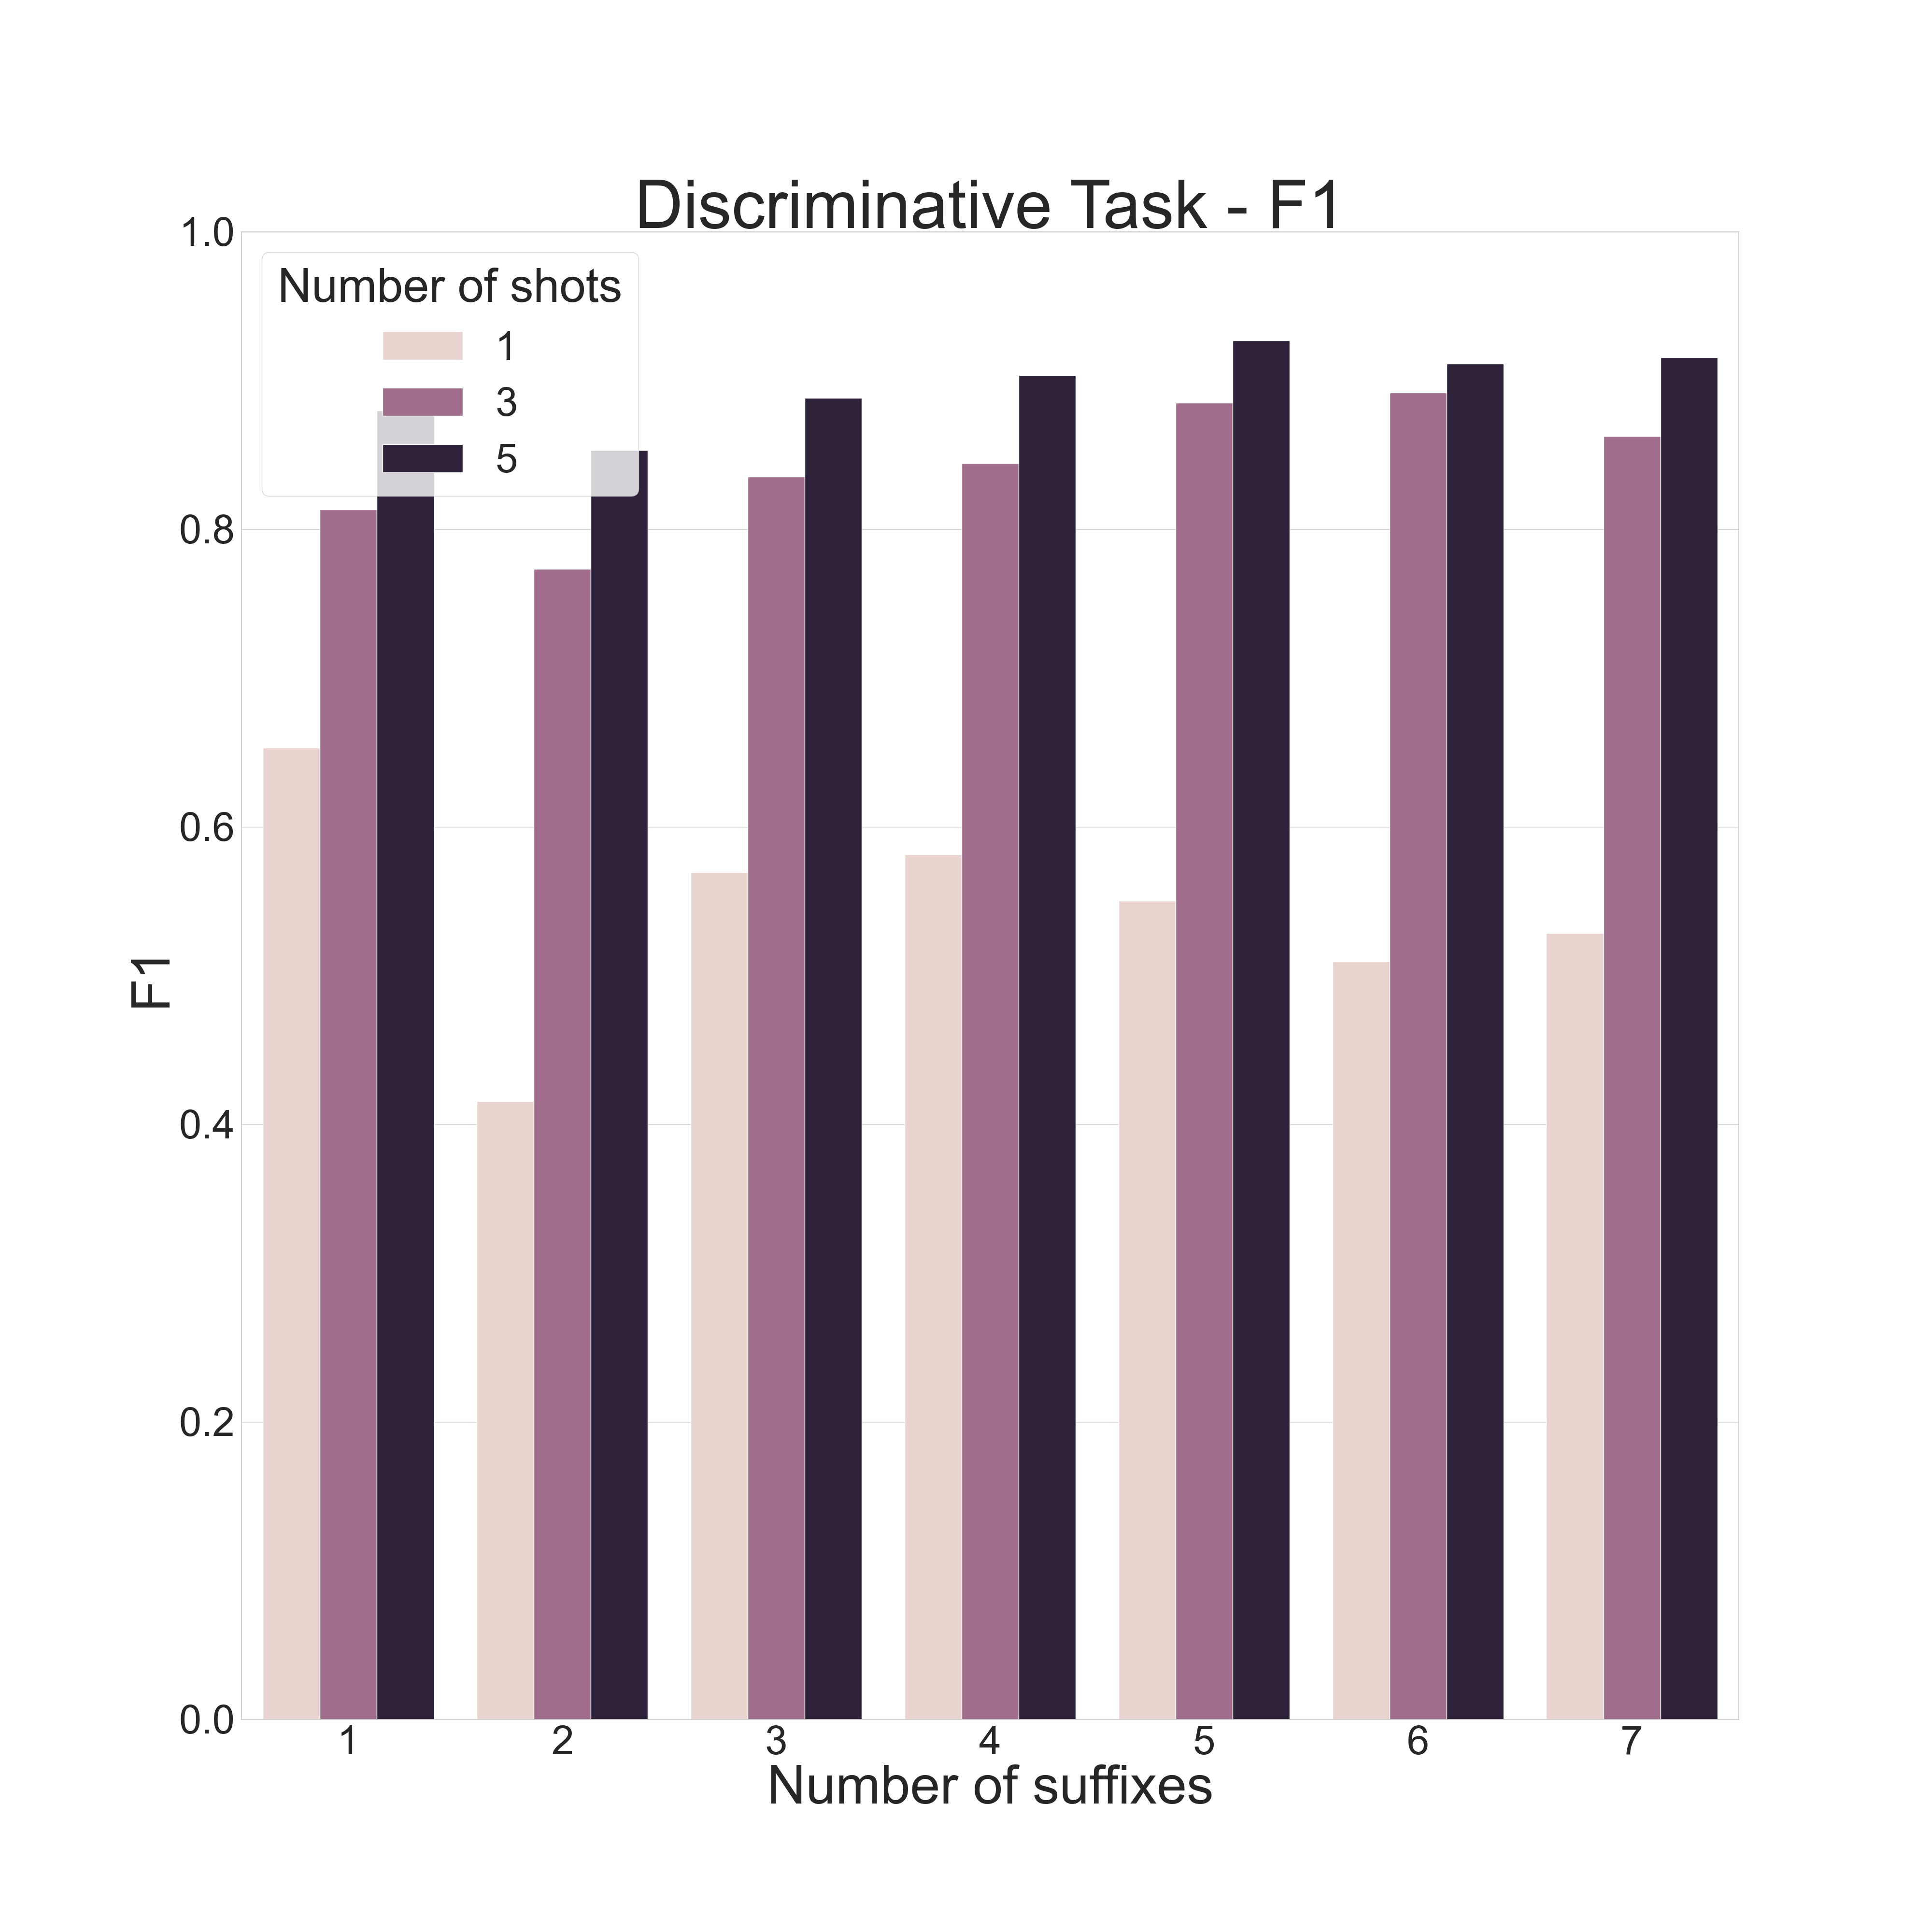 Discriminative Task - F1
1.0
0.8
0.6
0.4
0.2
0.0
F1
Number of shots
1
3
5
1 2 3 4 5 6 7
Number of suffixes